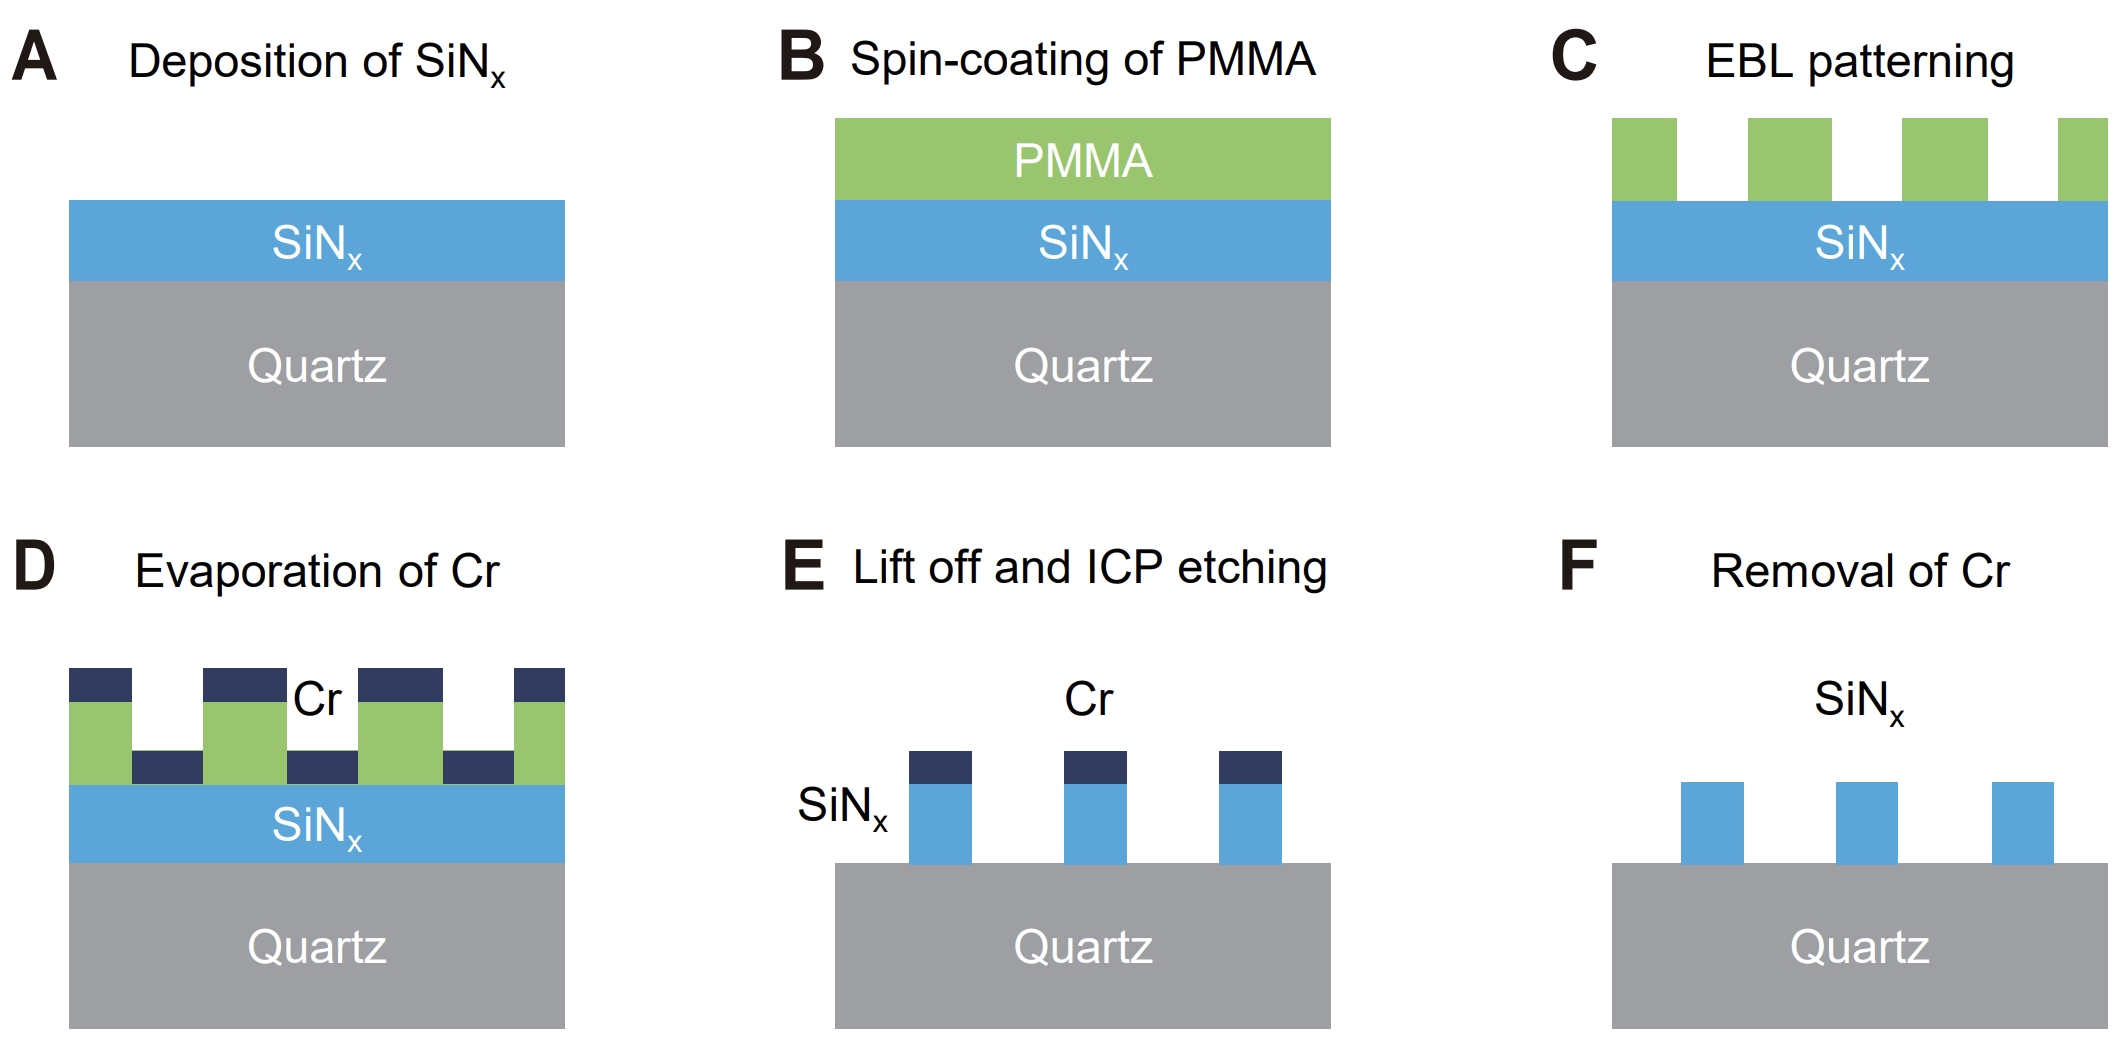 A Deposition of SiNx
SiNx
Quartz
B Spin-coating of PMMA
PMMA
SiNx
Quartz
C EBL patterning
SiNx
Quartz
D Evaporation of Cr
Cr
SiNx
Quartz
E Lift off and ICP etching
Cr
SiNx
Quartz
F Removal of Cr
SiNx
Quartz